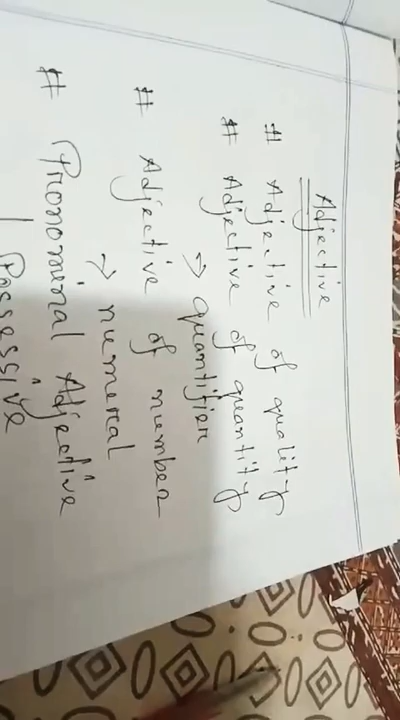 Adjective
# Adjective of quality
# Adjective of quantity
→ quantifier
# Adjective of number
→ numeral
# Pronominal Adjective
Possessive